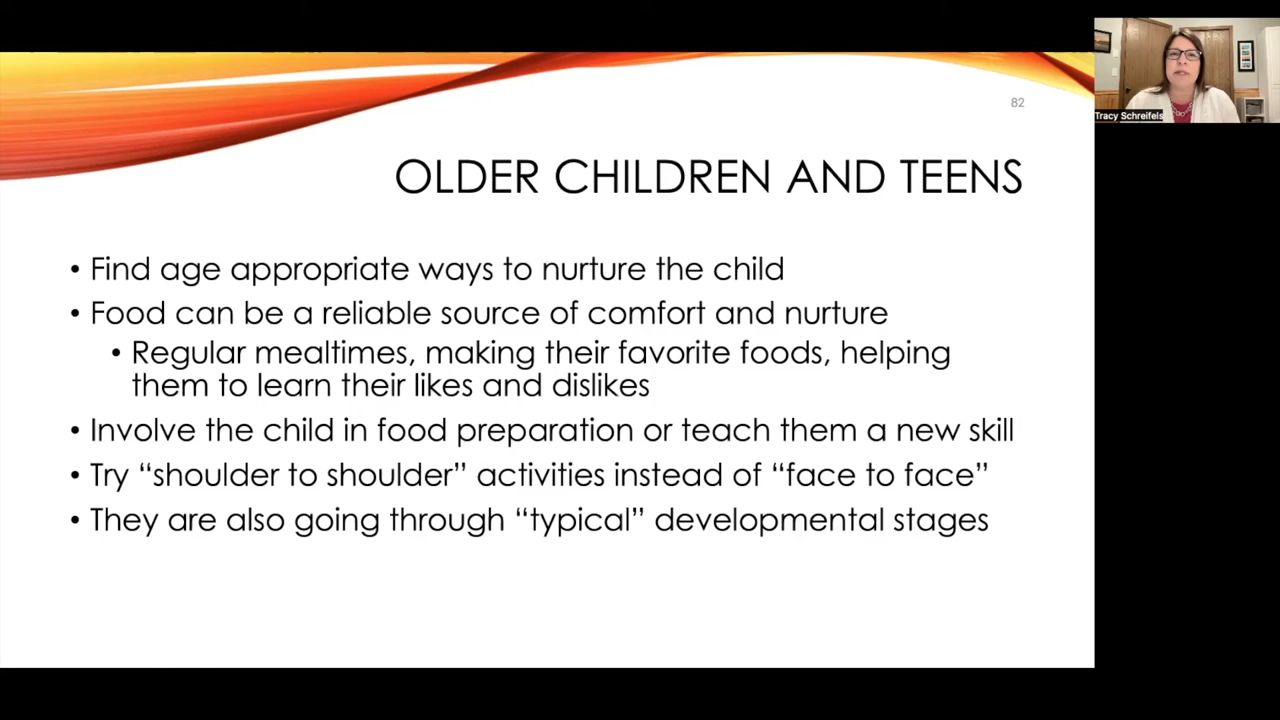 82
OLDER CHILDREN AND TEENS
• Find age appropriate ways to nurture the child
• Food can be a reliable source of comfort and nurture
• Regular mealtimes, making their favorite foods, helping
them to learn their likes and dislikes
• Involve the child in food preparation or teach them a new skill
• Try “shoulder to shoulder” activities instead of “face to face”
• They are also going through “typical” developmental stages
Tracy Schreifels